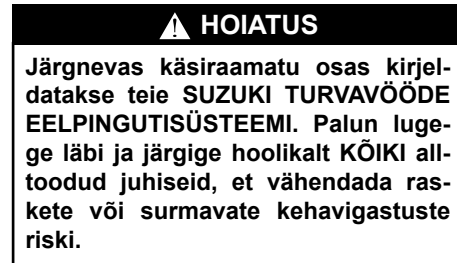 HOIATUS
Järgnevas käsiraamatu osas kirjel-
datakse teie SUZUKI TURVAVÖÖDE
EELPINGUTISÜSTEEMI. Palun luge-
ge läbi ja järgige hoolikalt KÕIKI all-
toodud juhiseid, et vähendada ras-
kete või surmavate kehavigastuste
riski.